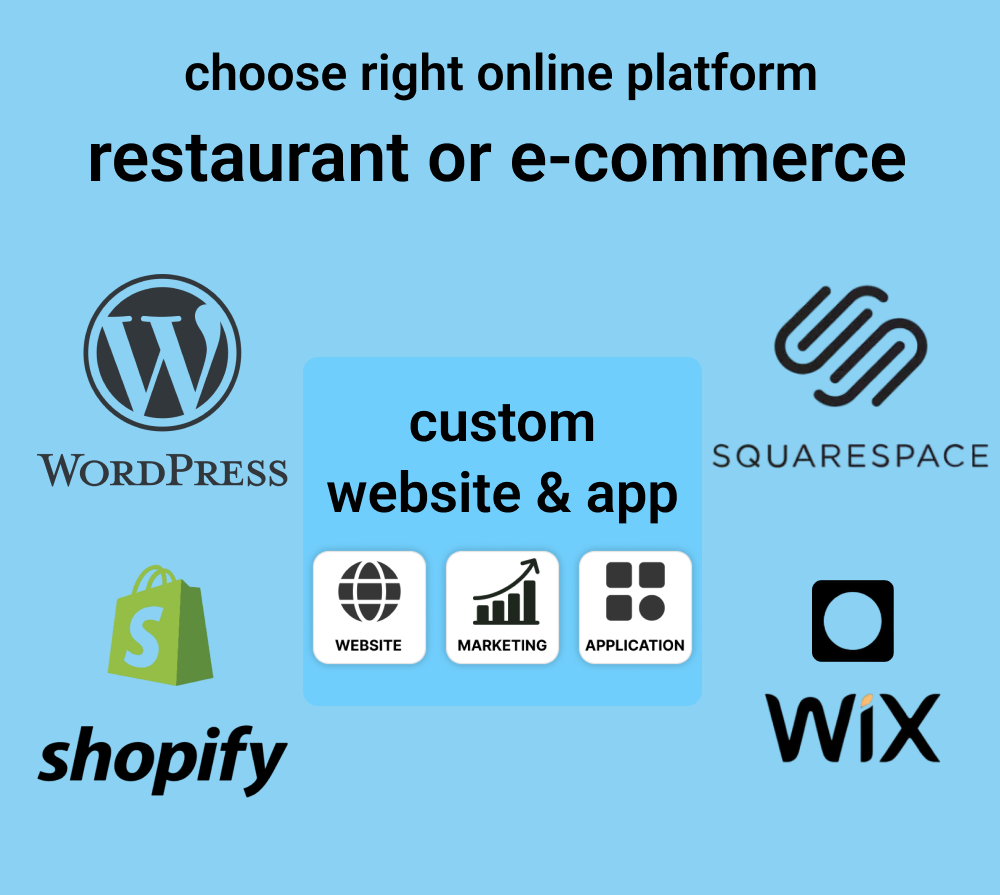 choose right online platform
restaurant or e-commerce
WORDPRESS
SQUARESPACE
custom
website & app
WEBSITE
MARKETING
APPLICATION
S
shopify
WiX